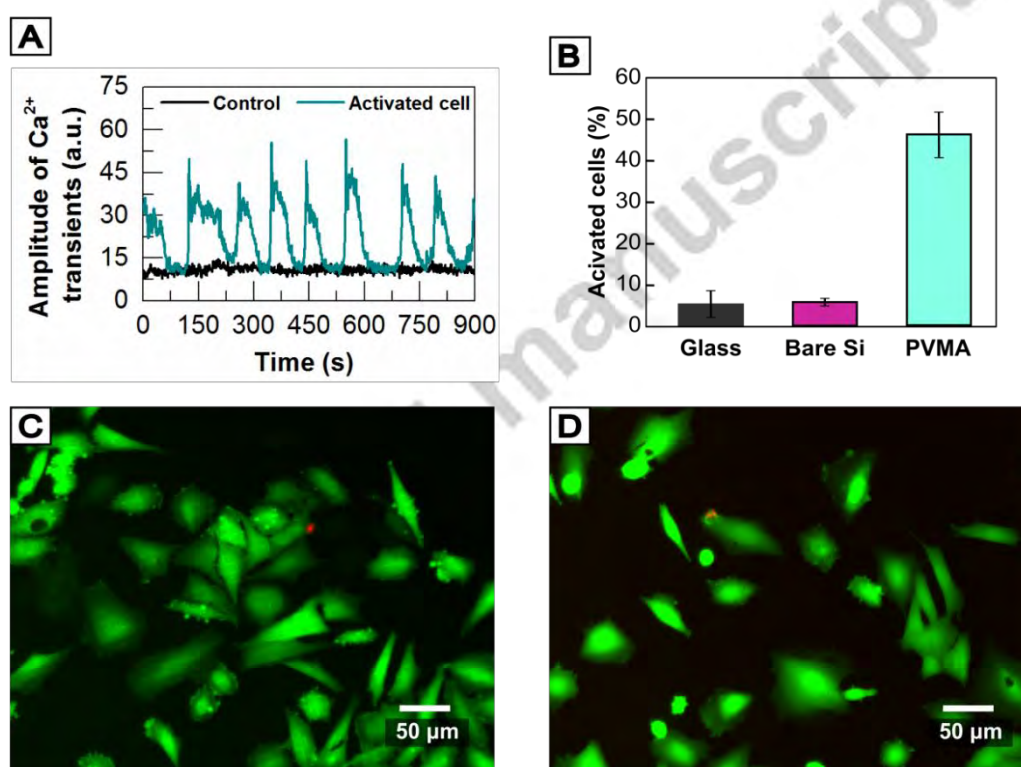 A
Amplitude of Ca2+
transients (a.u.)
75
60
45
30
15
0
Control Activated cell
0 150 300 450 600 750 900
Time (s)
B
Acivated cells (%)
60
50
40
30
20
10
0
Glass Bare Si PVMA
manuscript
C
50 µm
D
50 µm